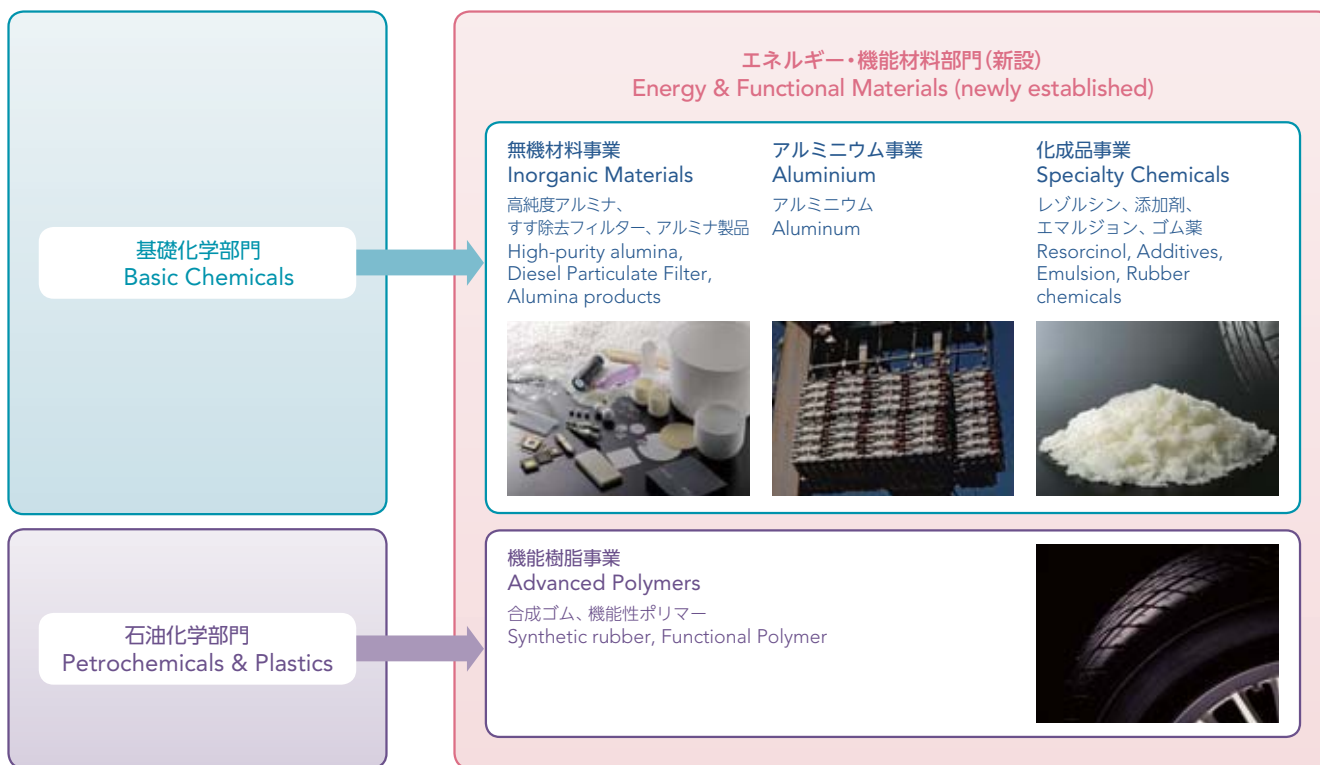 エネルギー・機能材料部門(新設)
Energy & Functional Materials (newly established)
基礎化学部門
Basic Chemicals
無機材料事業
Inorganic Materials
高純度アルミナ、
すす除去フィルター、アルミナ製品
High-purity alumina,
Diesel Particulate Filter,
Alumina products
アルミニウム事業
Aluminium
アルミニウム
Aluminum
化成品事業
Specialty Chemicals
レゾルシン、添加剤、
エマルジョン、ゴム薬
Resorcinol, Additives,
Emulsion, Rubber
chemicals
石油化学部門
Petrochemicals & Plastics
機能樹脂事業
Advanced Polymers
合成ゴム、機能性ポリマー
Synthetic rubber, Functional Polymer